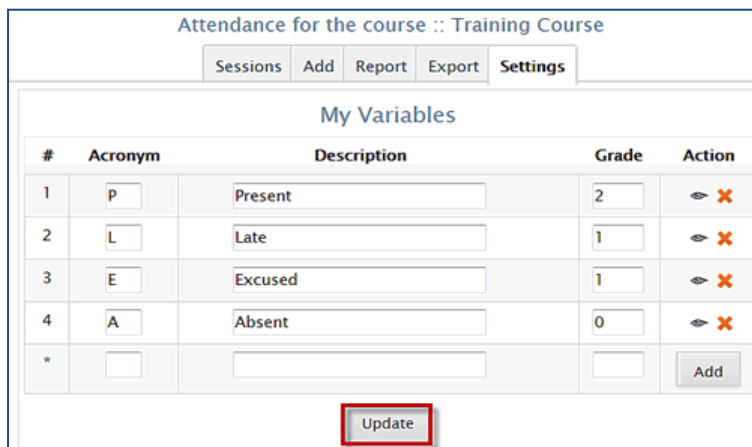 Attendance for the course :: Training Course
Sessions Add Report Export Settings
My Variables
# Acronym Description Grade Action
1 P Present 2
2 L Late 1
3 E Excused 1
4 A Absent 0
* Add
Update